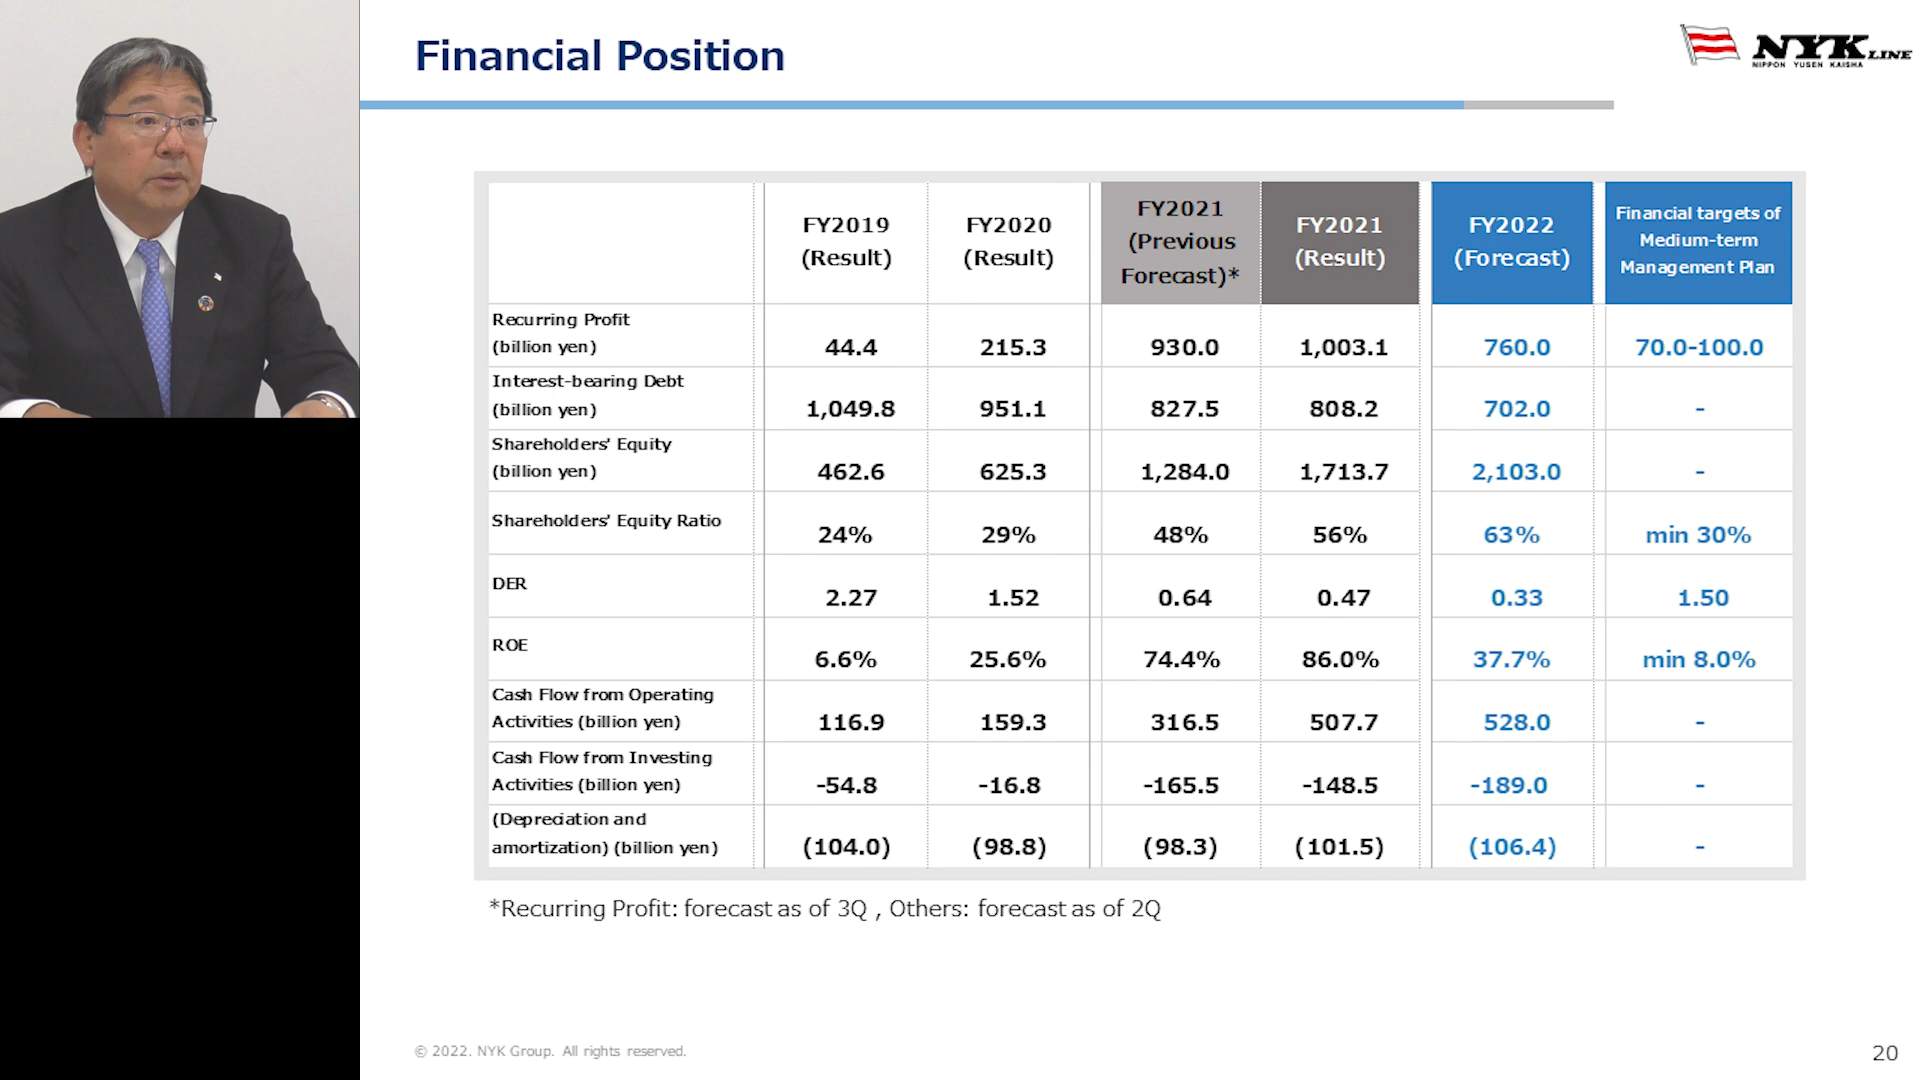 Financial Position
NYK LINE
NIPPON YUSEN KAISHA
FY2019
(Result)
FY2020
(Result)
FY2021
(Previous
Forecast)*
FY2021
(Result)
FY2022
(Forecast)
Financial targets of
Medium-term
Management Plan
Recurring Profit
(billion yen) 44.4 215.3 930.0 1,003.1 760.0 70.0-100.0
Interest-bearing Debt
(billion yen) 1,049.8 951.1 827.5 808.2 702.0 -
Shareholders' Equity
(billion yen) 462.6 625.3 1,284.0 1,713.7 2,103.0 -
Shareholders' Equity Ratio 24% 29% 48% 56% 63% min 30%
DER 2.27 1.52 0.64 0.47 0.33 1.50
ROE 6.6% 25.6% 74.4% 86.0% 37.7% min 8.0%
Cash Flow from Operating
Activities (billion yen) 116.9 159.3 316.5 507.7 528.0 -
Cash Flow from Investing
Activities (billion yen) -54.8 -16.8 -165.5 -148.5 -189.0 -
(Depreciation and
amortization) (billion yen) (104.0) (98.8) (98.3) (101.5) (106.4) -
*Recurring Profit: forecast as of 3Q , Others: forecast as of 2Q
© 2022. NYK Group. All rights reserved.
20